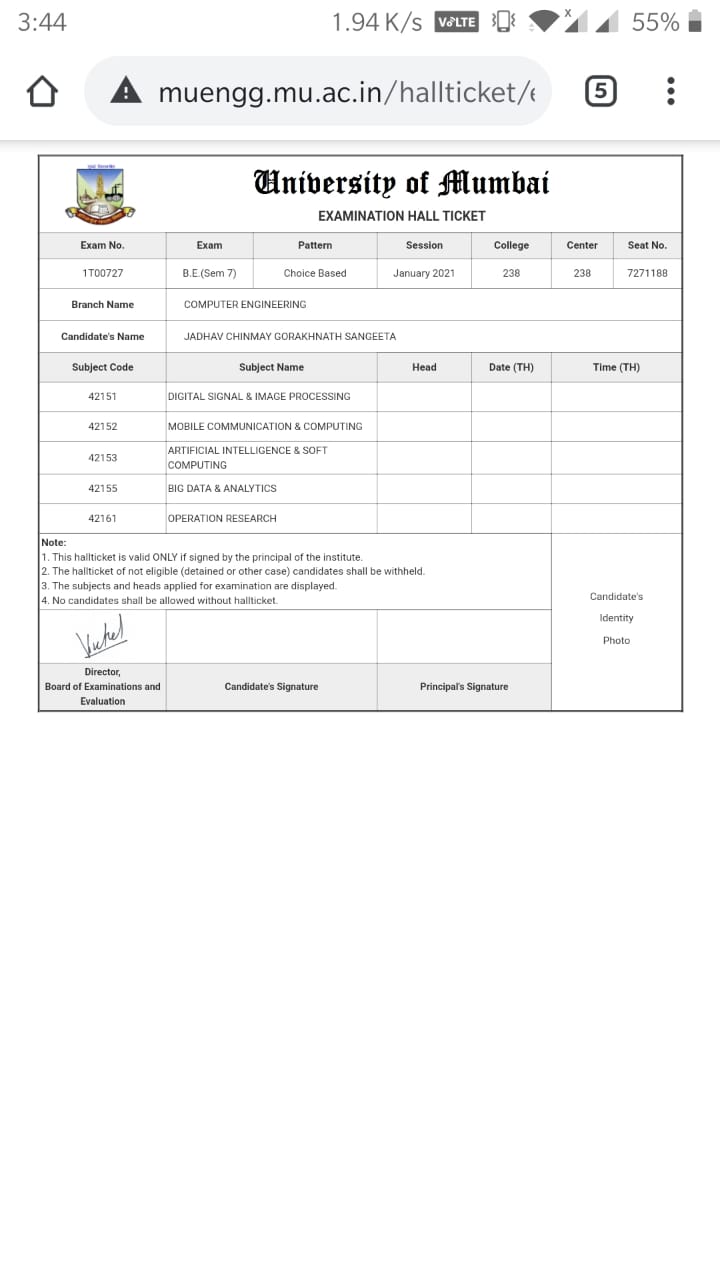 3:44 1.94 K/s VoLTE x 55%
muengg.mu.ac.in/hallticket/ 5
University of Mumbai
EXAMINATION HALL TICKET
Exam No. Exam Pattern Session College Center Seat No.
1T00727 B.E.(Sem 7) Choice Based January 2021 238 238 7271188
Branch Name COMPUTER ENGINEERING
Candidate's Name JADHAV CHINMAY GORAKHNATH SANGEETA
Subject Code Subject Name Head Date (TH) Time (TH)
42151 DIGITAL SIGNAL & IMAGE PROCESSING
42152 MOBILE COMMUNICATION & COMPUTING
42153 ARTIFICIAL INTELLIGENCE & SOFT
COMPUTING
42155 BIG DATA & ANALYTICS
42161 OPERATION RESEARCH
Note:
1. This hallticket is valid ONLY if signed by the principal of the institute.
2. The hallticket of not eligible (detained or other case) candidates shall be withheld.
3. The subjects and heads applied for examination are displayed.
4. No candidates shall be allowed without hallticket.
Candidate's
Identity
Photo
Director,
Board of Examinations and
Evaluation
Candidate's Signature
Principal's Signature